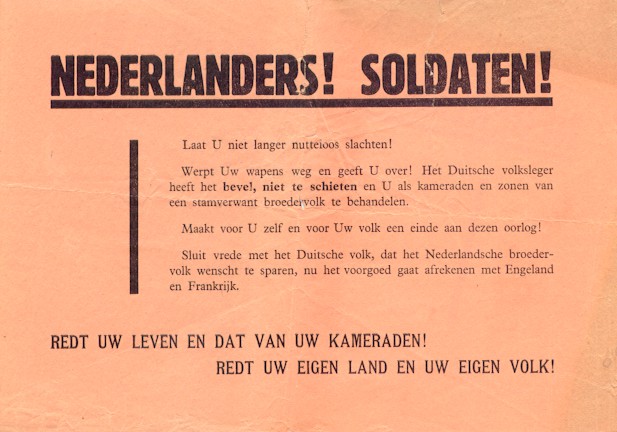 NEDERLANDERS! SOLDATEN!
Laat U niet langer nutteloos slachten!
Werpt Uw wapens weg en geeft U over! Het Duitsche volksleger
heeft het bevel, niet te schieten en U als kameraden en zonen van
een stamverwant broedervolk te behandelen.
Maakt voor U zelf en voor Uw volk een einde aan dezen oorlog!
Sluit vrede met het Duitsche volk, dat het Nederlandsche broeder-
volk wenscht te sparen, nu het voorgoed gaat afrekenen met Engeland
en Frankrijk.
REDT UW LEVEN EN DAT VAN UW KAMERADEN!
REDT UW EIGEN LAND EN UW EIGEN VOLK!